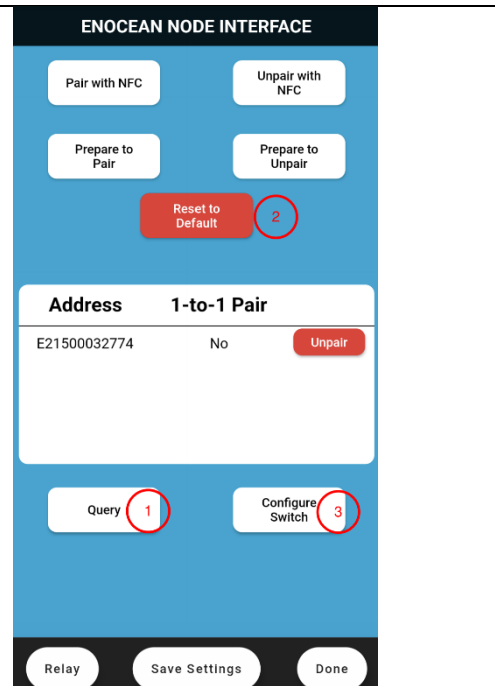 ENOCEAN NODE INTERFACE
Pair with NFC
Unpair with
NFC
Prepare to
Pair
Prepare to
Unpair
Reset to
Default
2
Address 1-to-1 Pair
E21500032774 No Unpair
Query 1
Configure
Switch 3
Relay Save Settings Done